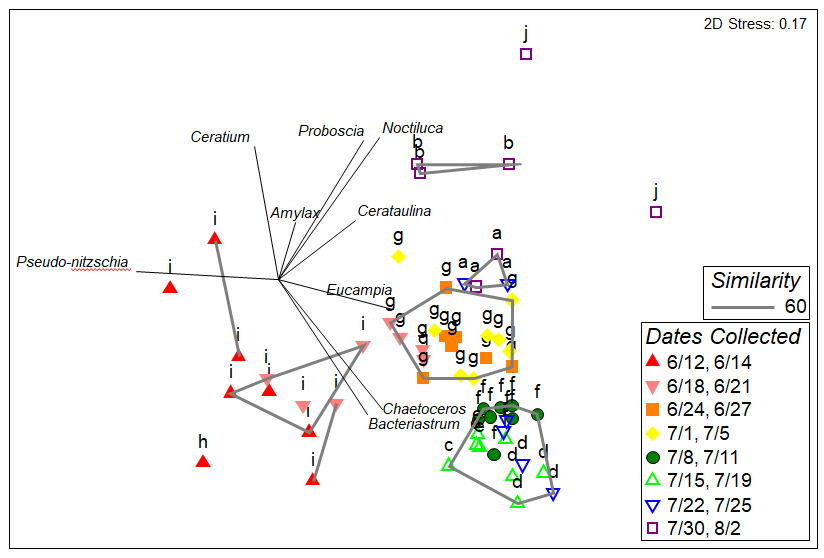 2D Stress: 0.17
j
Ceratium
Proboscia
Noctiluca
b
b
b
j
Amylax
Cerataulina
i
g
a
Pseudo-nitzschia
i
a
a
a
g
g
Eucampia
g
g
g
g
g
g
g
g
g
g
i
g
g
g
g
i
i
i
i
i
i
i
i
Chaetoceros
Bacteriastrum
f
f
f
f
f
f
f
f
h
c
d
d
d
d
d
i
Similarity
60
Dates Collected
6/12, 6/14
6/18, 6/21
6/24, 6/27
7/1, 7/5
7/8, 7/11
7/15, 7/19
7/22, 7/25
7/30, 8/2